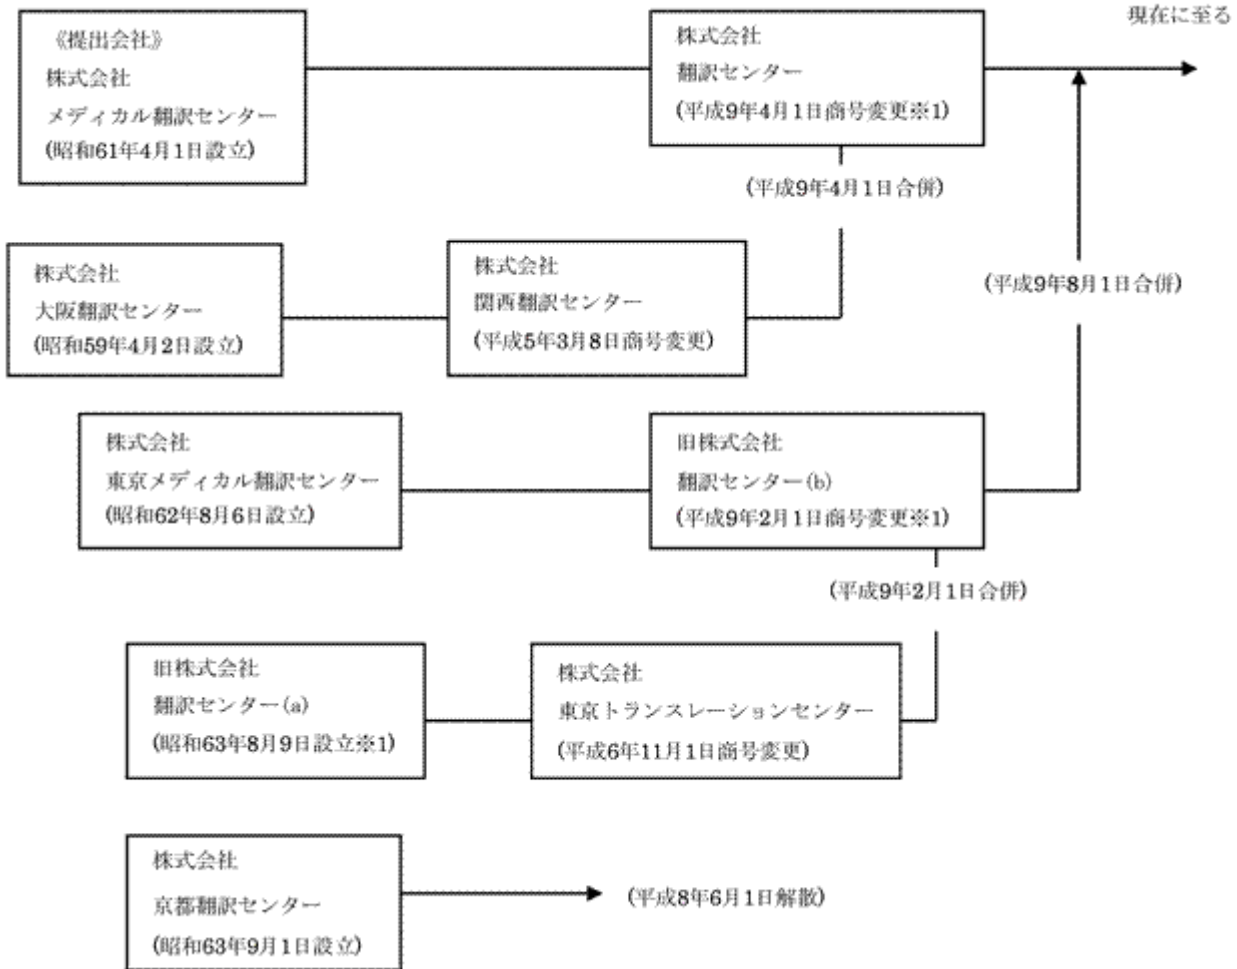 現在に至る
《提出会社》
株式会社
メディカル翻訳センター
(昭和61年4月1日設立)
株式会社
翻訳センター
(平成9年4月1日商号変更※1)
(平成9年4月1日合併)
株式会社
大阪翻訳センター
(昭和59年4月2日設立)
株式会社
関西翻訳センター
(平成5年3月8日商号変更)
(平成9年8月1日合併)
株式会社
東京メディカル翻訳センター
(昭和62年8月6日設立)
旧株式会社
翻訳センター(b)
(平成9年2月1日商号変更※1)
(平成9年2月1日合併)
旧株式会社
翻訳センター(a)
(昭和63年8月9日設立※1)
株式会社
東京トランスレーションセンター
(平成6年11月1日商号変更)
株式会社
京都翻訳センター
(昭和63年9月1日設立)
(平成8年6月1日解散)